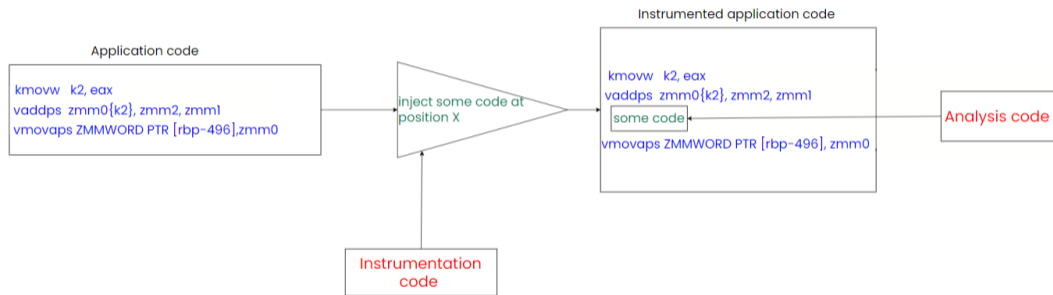 Application code
kmovw k2, eax
vaddps zmm0{k2}, zmm2, zmm1
vmovaps ZMMWORD PTR [rbp-496],zmm0
inject some code at
position X
Instrumentation
code
Instrumented application code
kmovw k2, eax
vaddps zmm0{k2}, zmm2, zmm1
some code
vmovaps ZMMWORD PTR [rbp-496], zmm0
Analysis code